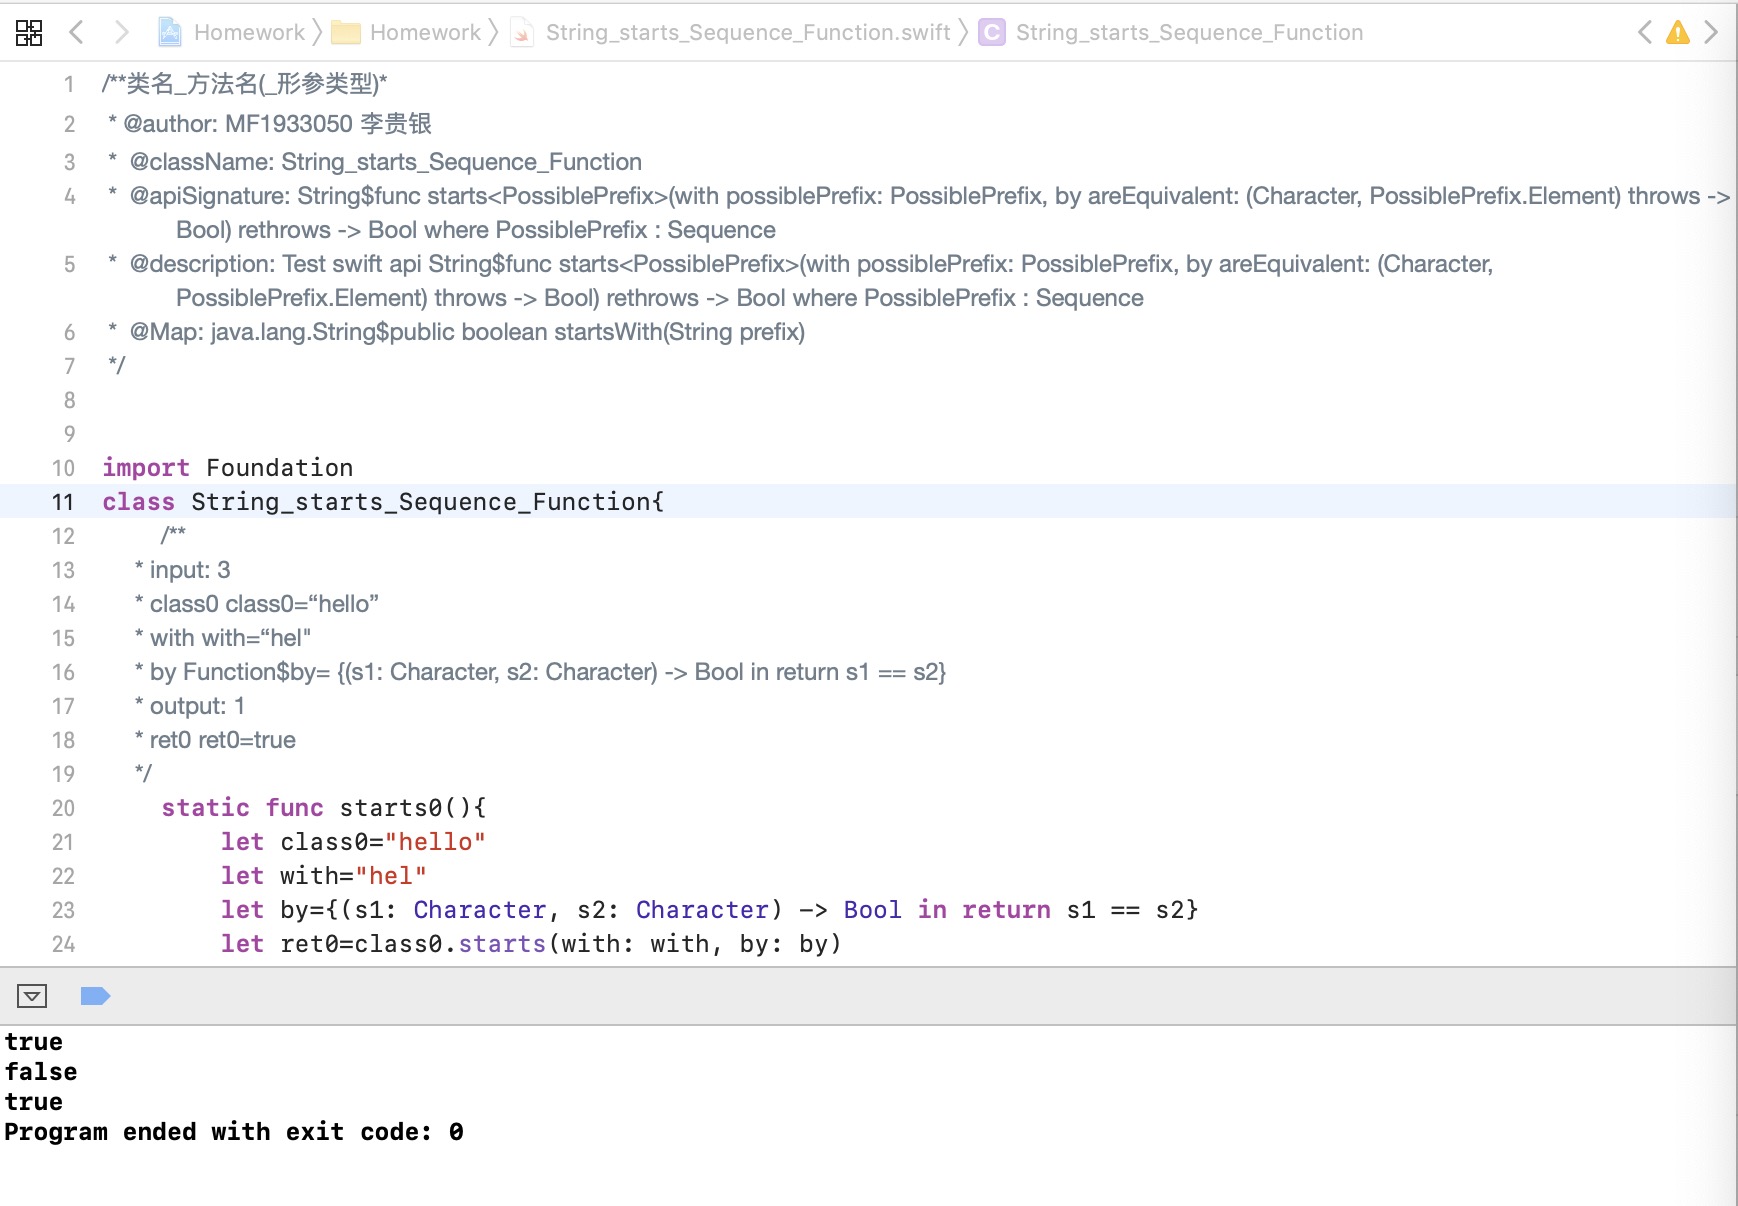 Homework Homework String_starts_Sequence_Function.swift C String_starts_Sequence_Function
1 /**类名_方法名(_形参类型)*
2 * @author: MF1933050 李贵银
3 * @className: String_starts_Sequence_Function
4 * @apiSignature: String$func starts<PossiblePrefix>(with possiblePrefix: PossiblePrefix, by areEquivalent: (Character, PossiblePrefix.Element) throws ->
Bool) rethrows -> Bool where PossiblePrefix : Sequence
5 * @description: Test swift api String$func starts<PossiblePrefix>(with possiblePrefix: PossiblePrefix, by areEquivalent: (Character,
PossiblePrefix.Element) throws -> Bool) rethrows -> Bool where PossiblePrefix : Sequence
6 * @Map: java.lang.String$public boolean startsWith(String prefix)
7 */
8
9
10 import Foundation
11 class String_starts_Sequence_Function{
12 /**
13 * input: 3
14 * class0 class0=“hello”
15 * with with=“hel"
16 * by Function$by= {(s1: Character, s2: Character) -> Bool in return s1 == s2}
17 * output: 1
18 * ret0 ret0=true
19 */
20 static func starts0(){
21 let class0="hello"
22 let with="hel"
23 let by={(s1: Character, s2: Character) -> Bool in return s1 == s2}
24 let ret0=class0.starts(with: with, by: by)
true
false
true
Program ended with exit code: 0